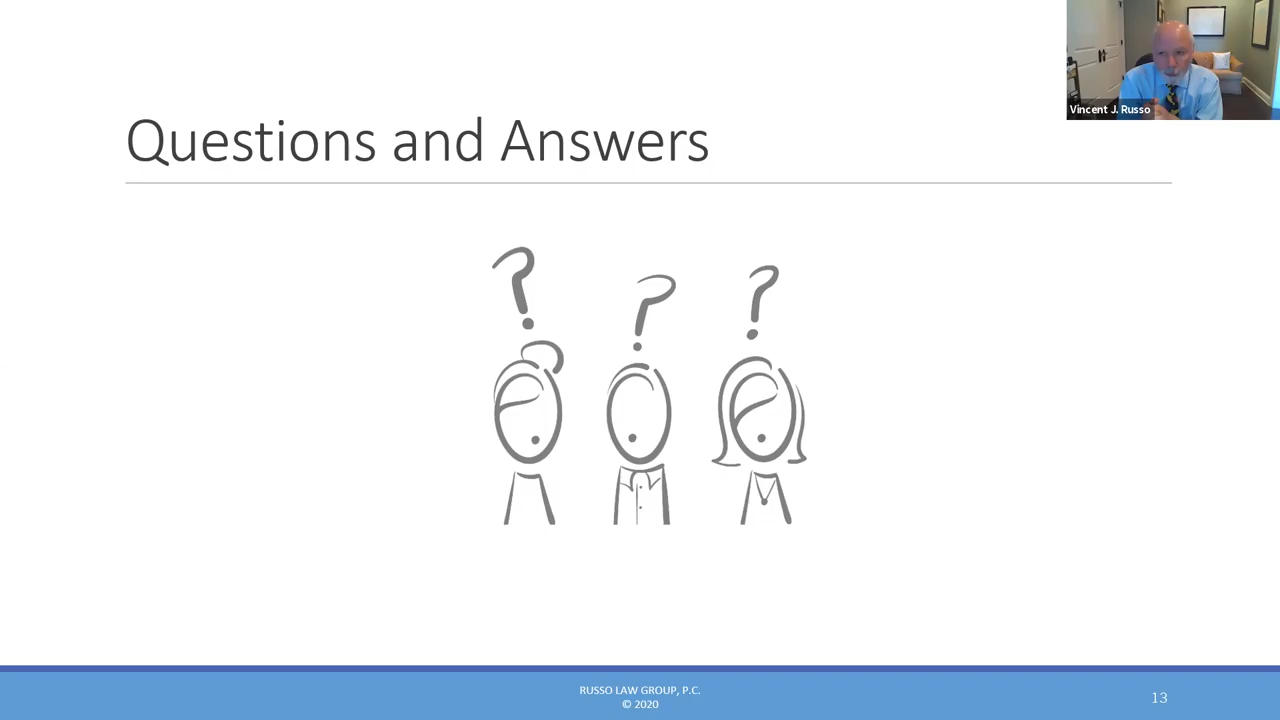 Vincent J. Russo
Questions and Answers
? ? ?
RUSSO LAW GROUP, P.C.
© 2020
13